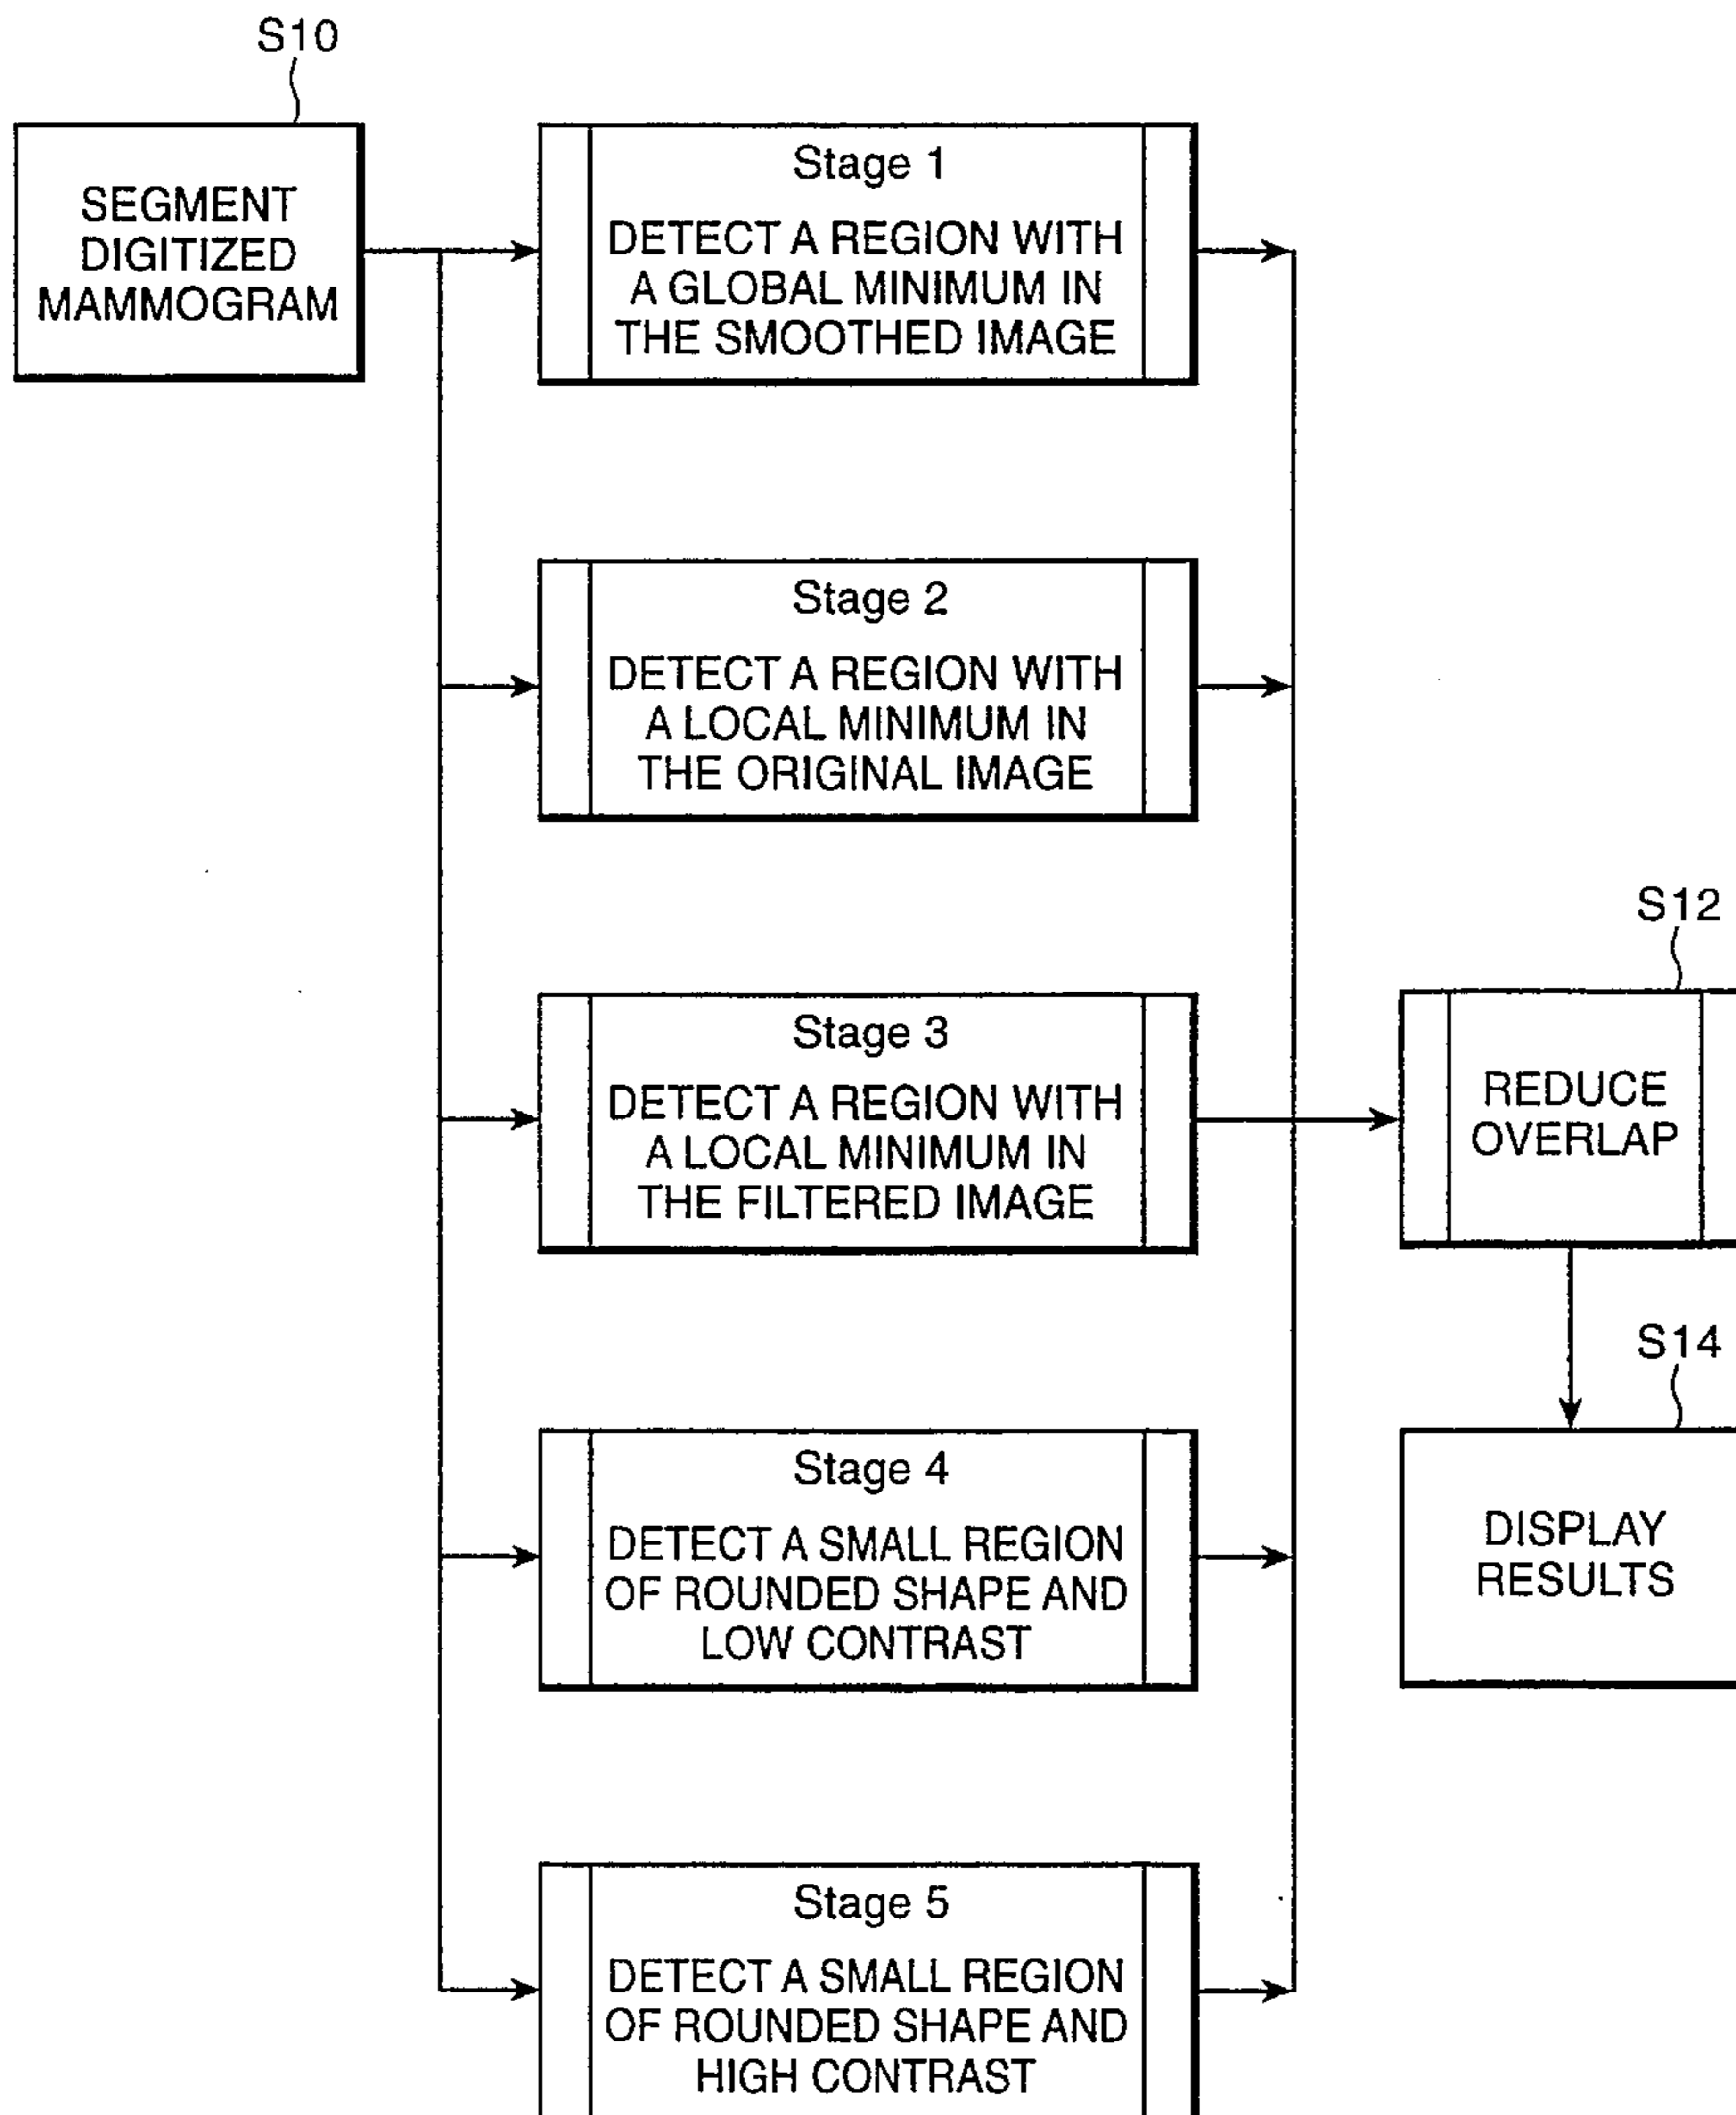 S10
SEGMENT
DIGITIZED
MAMMOGRAM
Stage 1
DETECT A REGION WITH
A GLOBAL MINIMUM IN
THE SMOOTHED IMAGE
Stage 2
DETECT A REGION WITH
A LOCAL MINIMUM IN
THE ORIGINAL IMAGE
Stage 3
DETECT A REGION WITH
A LOCAL MINIMUM IN
THE FILTERED IMAGE
Stage 4
DETECT A SMALL REGION
OF ROUNDED SHAPE AND
LOW CONTRAST
Stage 5
DETECT A SMALL REGION
OF ROUNDED SHAPE AND
HIGH CONTRAST
S12
REDUCE
OVERLAP
S14
DISPLAY
RESULTS